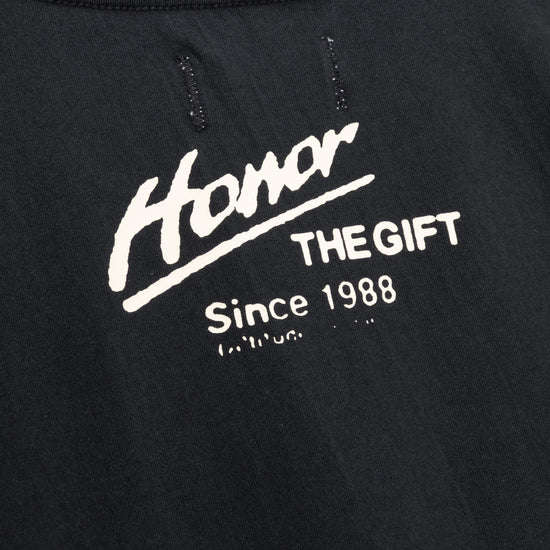 Honor
THE GIFT
Since 1988